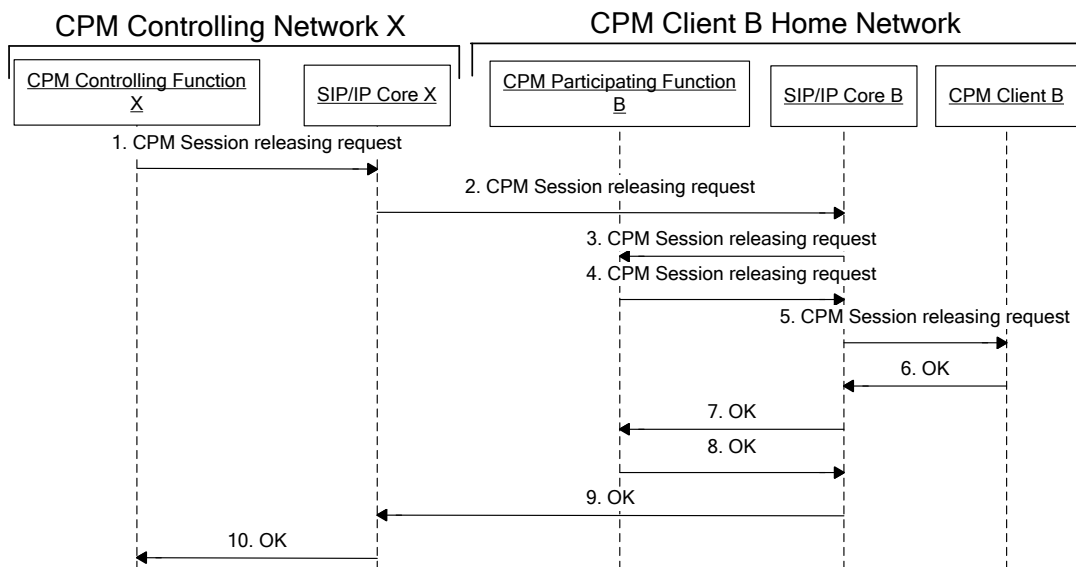 CPM Controlling Network X
CPM Client B Home Network
CPM Controlling Function
X
SIP/IP Core X
CPM Participating Function
B
SIP/IP Core B
CPM Client B
1. CPM Session releasing request
2. CPM Session releasing request
3. CPM Session releasing request
4. CPM Session releasing request
5. CPM Session releasing request
6. OK
7. OK
8. OK
9. OK
10. OK